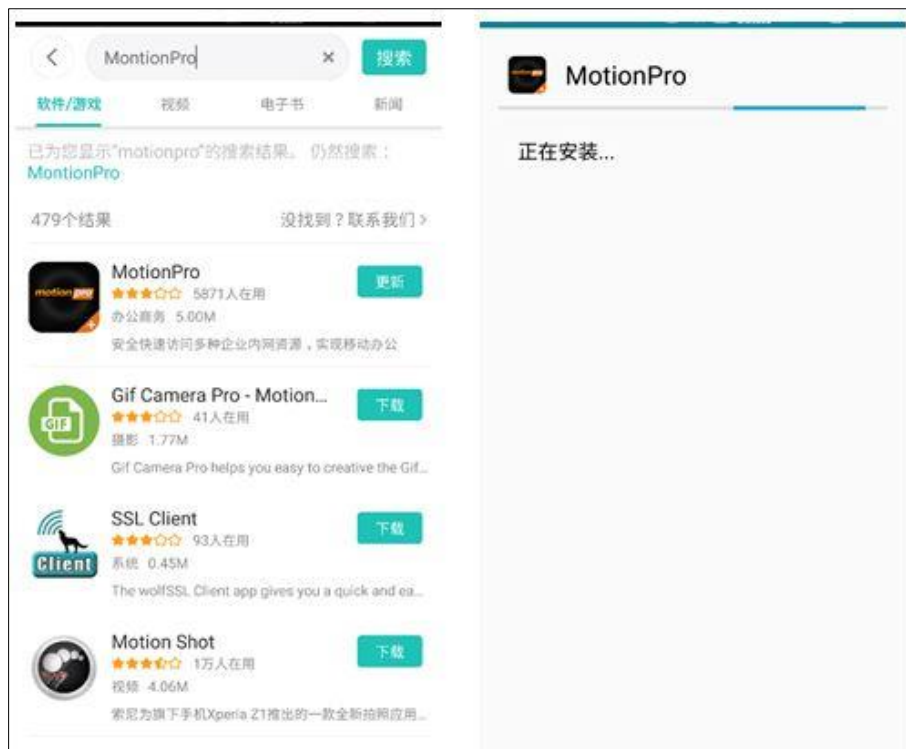 MontionPro
×
搜索
软件/游戏 视频 电子书 新闻
已为您显示"motionpro"的搜索结果。 仍然搜索：
MontionPro
479个结果 没找到？联系我们 >
motion pro
MotionPro
更新
5871人在用
办公商务 5.00M
安全快速访问多种企业内网资源，实现移动办公
GIF
Gif Camera Pro - Motion...
下载
41人在用
摄影 1.77M
Gif Camera Pro helps you easy to creative the Gif...
Client
SSL Client
下载
93人在用
系统 0.45M
The wolfSSL Client app gives you a quick and ea...
Motion Shot
下载
1万人在用
视频 4.06M
索尼为旗下手机Xperia Z1推出的一款全新拍照应用...
MotionPro
正在安装...